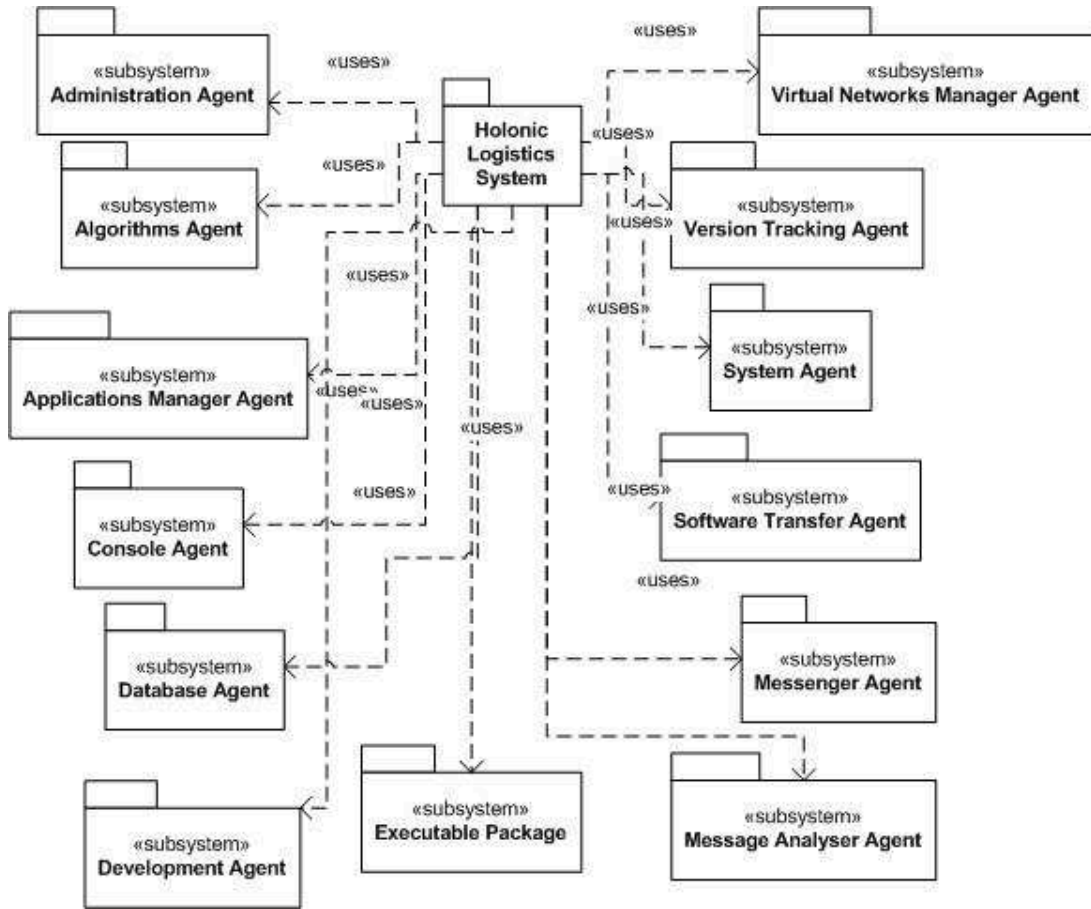 «uses»
«uses»
«subsystem»
Administration Agent
«subsystem»
Virtual Networks Manager Agent
Holonic
Logistics
System
«uses»
«uses»
«subsystem»
Algorithms Agent
«subsystem»
Version Tracking Agent
«uses»
«uses»
«uses»
«subsystem»
System Agent
«subsystem»
Applications Manager Agent
«uses»
«uses»
«uses»
«uses»
«uses»
«subsystem»
Software Transfer Agent
«subsystem»
Console Agent
«uses»
«subsystem»
Database Agent
«subsystem»
Messenger Agent
«subsystem»
Executable Package
«subsystem»
Message Analyser Agent
«subsystem»
Development Agent